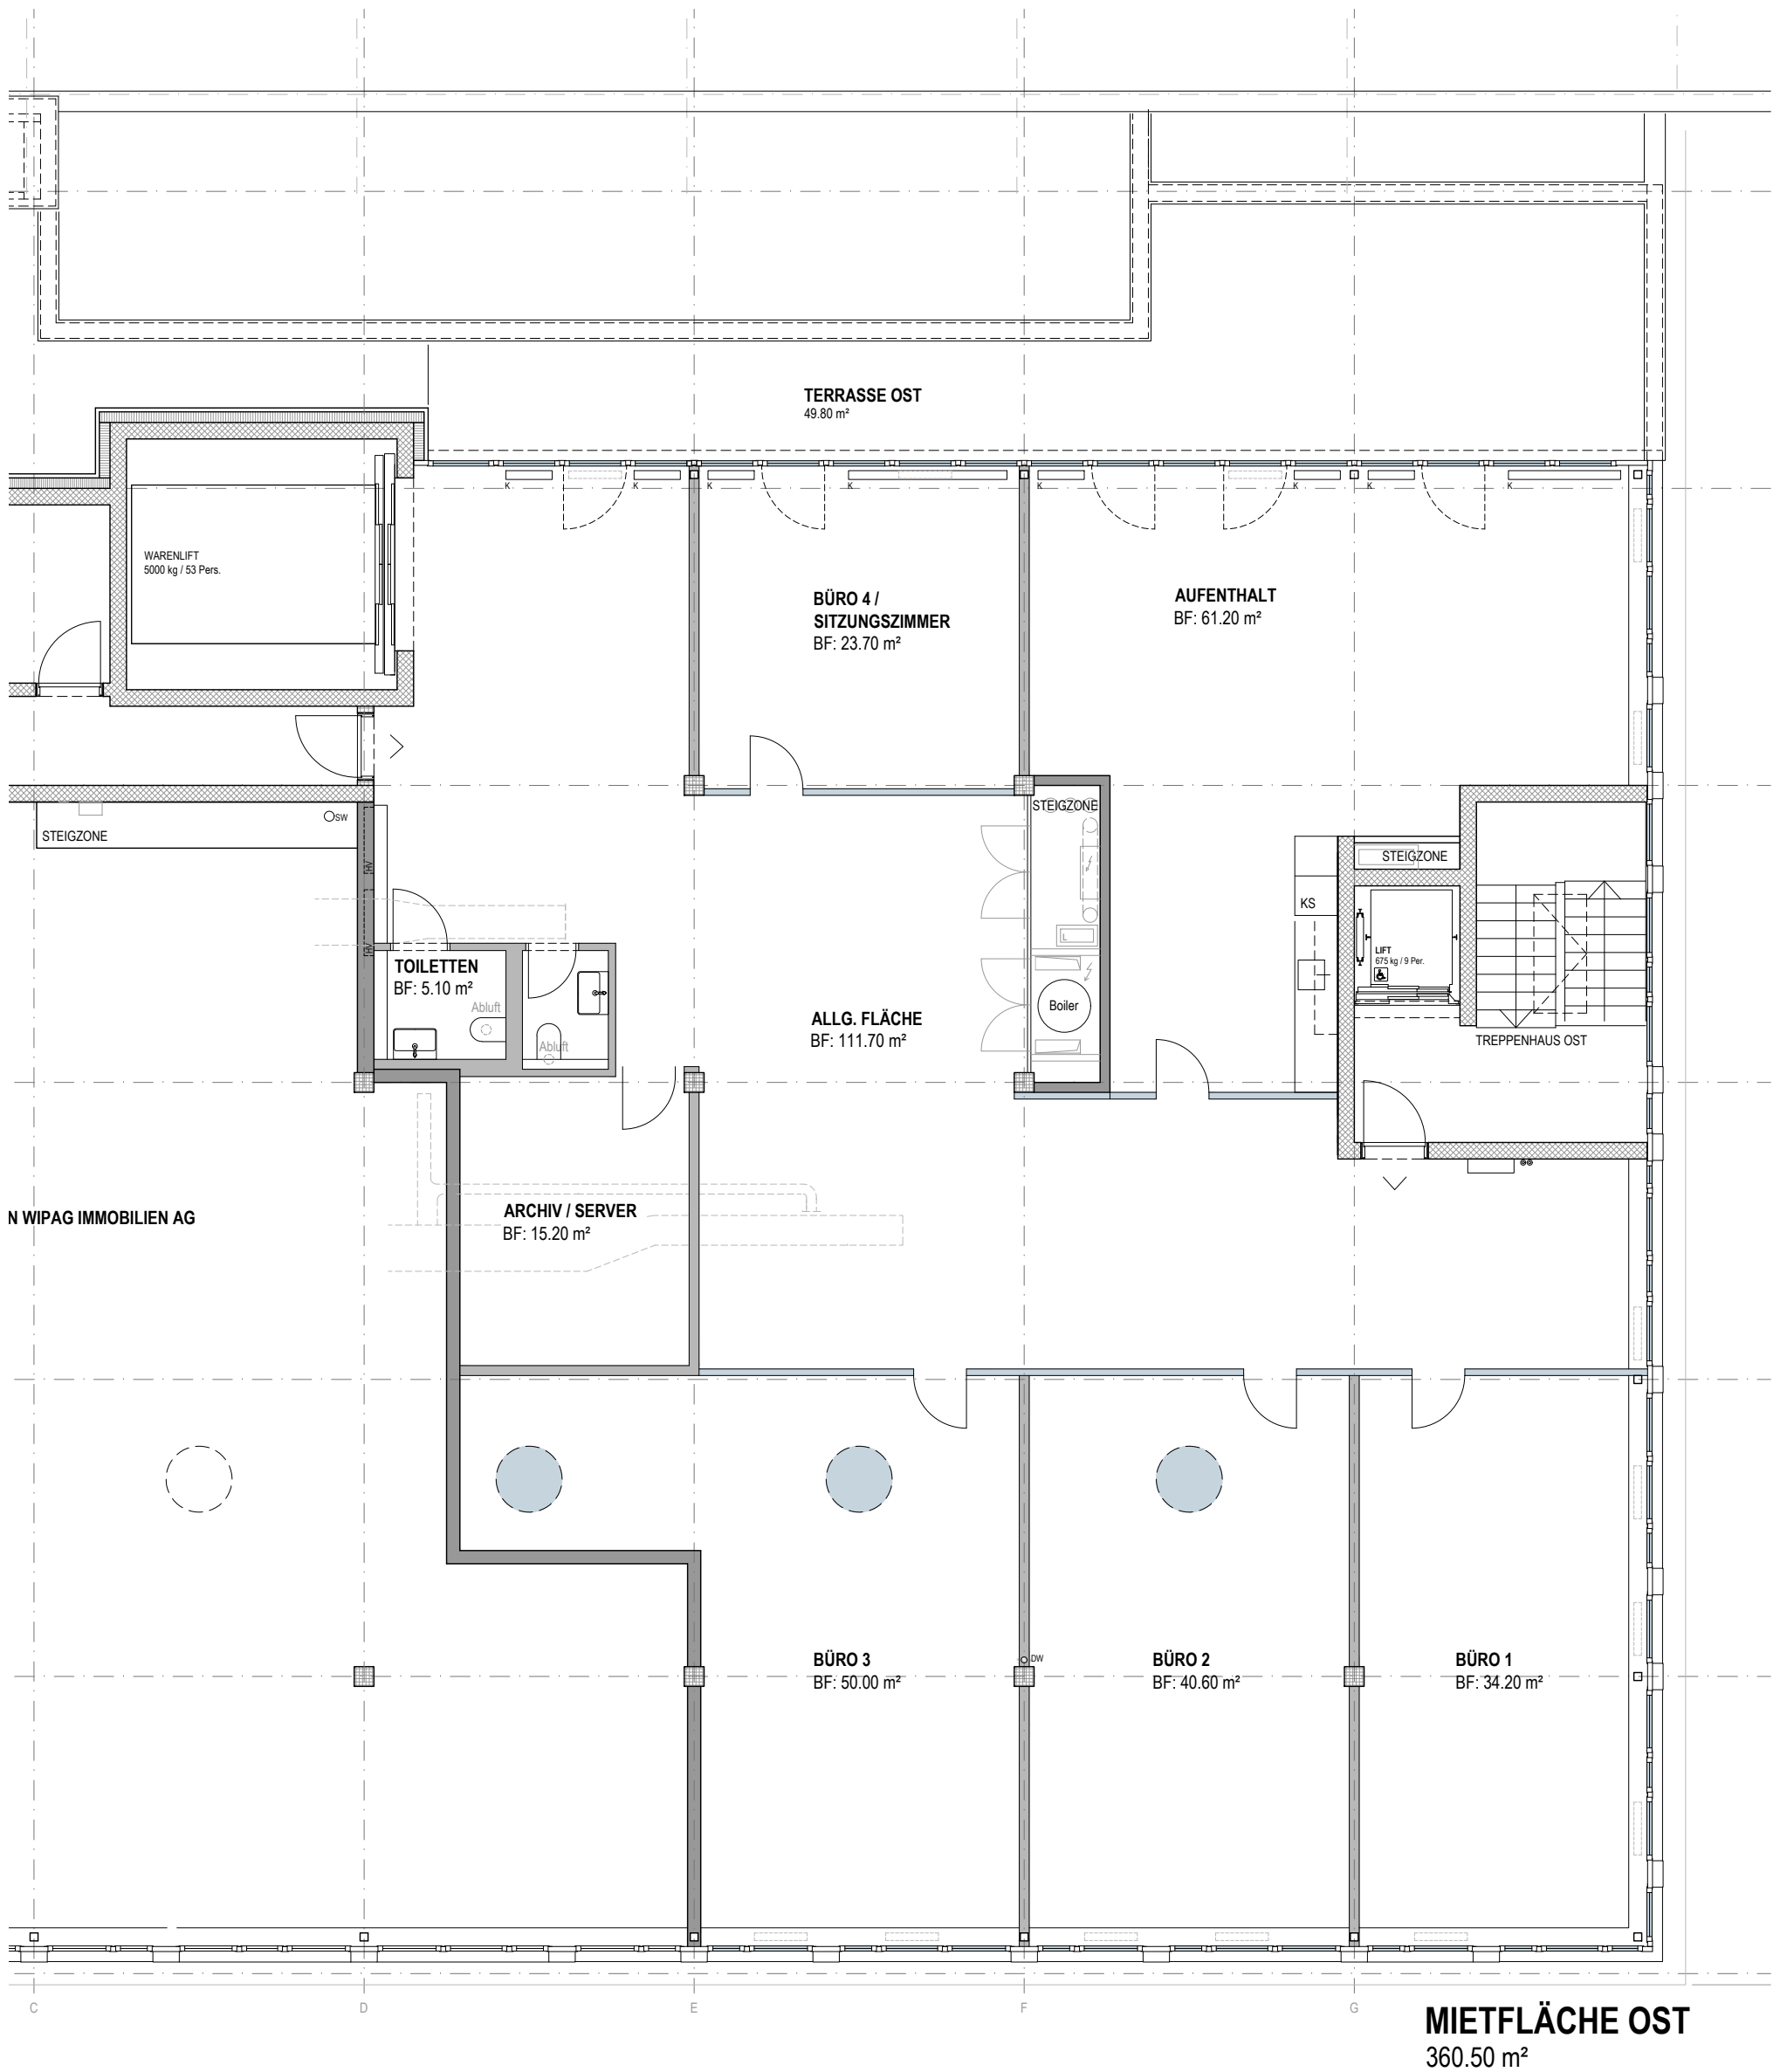 TERRASSE OST
49.80 m²
K
K
K
K
K
K
K
K
WARENLIFT
5000 kg / 53 Pers.
BÜRO 4 /
SITZUNGSZIMMER
BF: 23.70 m²
AUFENTHALT
BF: 61.20 m²
STEIGZONE
SW
STEIGZONE
STEIGZONE
HV
HV
KS
L
LIFT
675 kg / 9 Per.
TOILETTEN
BF: 5.10 m²
Abluft
Abluft
Boiler
ALLG. FLÄCHE
BF: 111.70 m²
TREPPENHAUS OST
N WIPAG IMMOBILIEN AG
ARCHIV / SERVER
BF: 15.20 m²
BÜRO 3
BF: 50.00 m²
DW
BÜRO 2
BF: 40.60 m²
BÜRO 1
BF: 34.20 m²
C
D
E
F
G
MIETFLÄCHE OST
360.50 m²